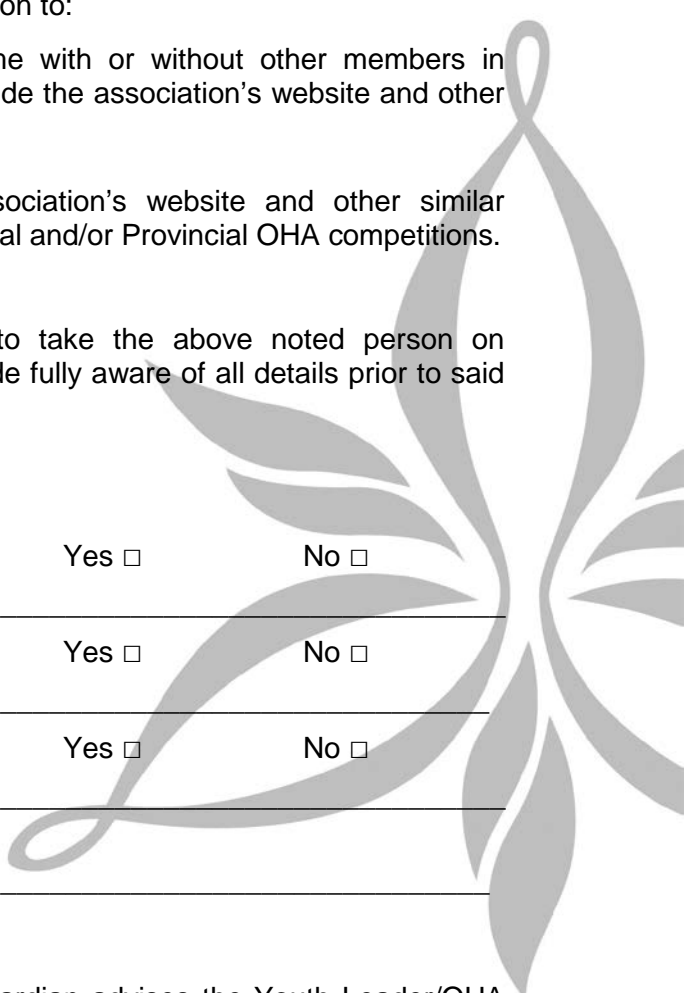 on to:
ne with or without other members in
de the association's website and other
sociation's website and other similar
al and/or Provincial OHA competitions.
to take the above noted person on
de fully aware of all details prior to said
Yes □ No □
Yes □ No □
Yes □ No □
ardian advises the Youth Leader/OHA